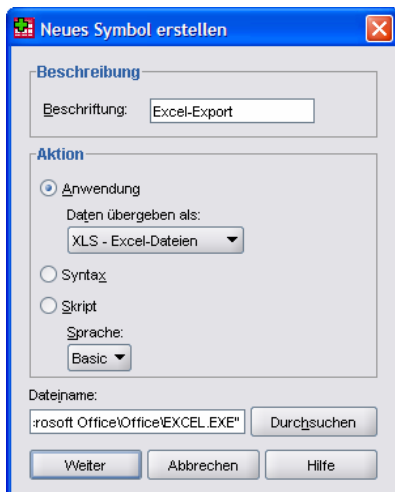 Neues Symbol erstellen
Beschreibung
Beschriftung: Excel-Export
Aktion
Anwendung
Daten übergeben als:
XLS - Excel-Dateien
Syntax
Skript
Sprache:
Basic
Dateiname:
rosoft Office\Office\EXCEL.EXE" Durchsuchen
Weiter Abbrechen Hilfe